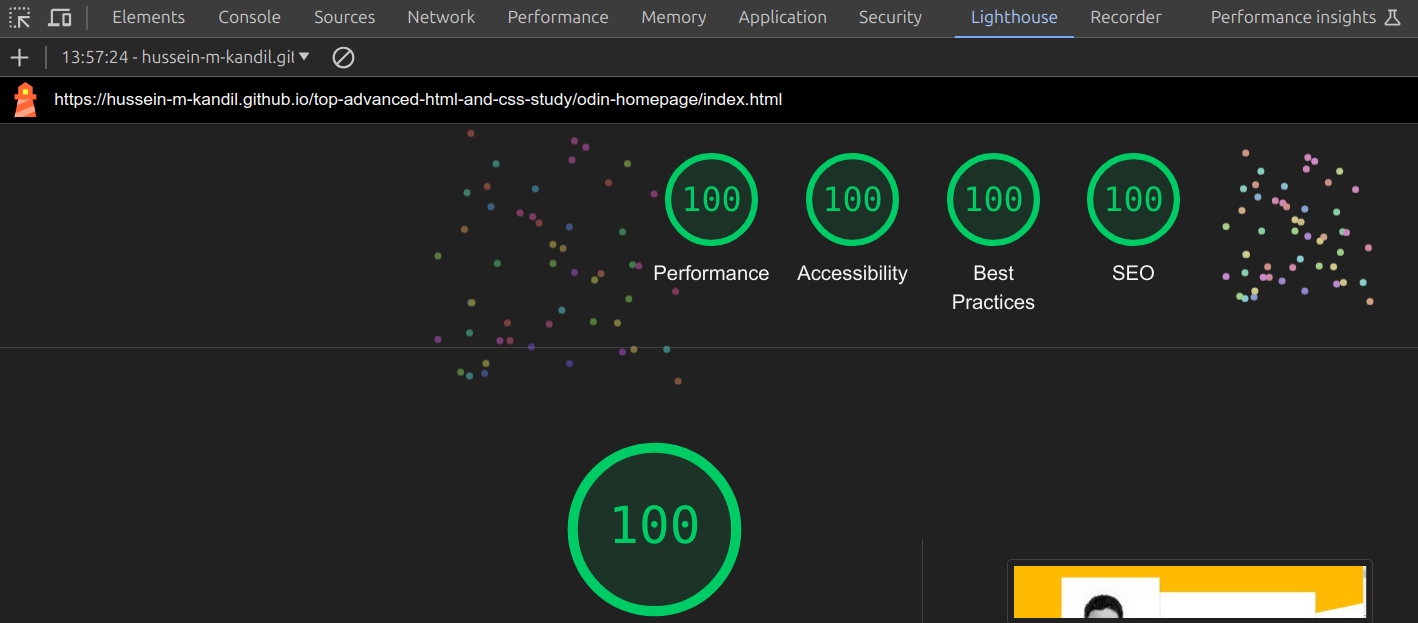 Elements Console Sources Network Performance Memory Application Security Lighthouse Recorder Performance insights
13:57:24 - hussein-m-kandil.git
https://hussein-m-kandil.github.io/top-advanced-html-and-css-study/odin-homepage/index.html
100 100 100 100
Performance Accessibility Best Practices SEO
100